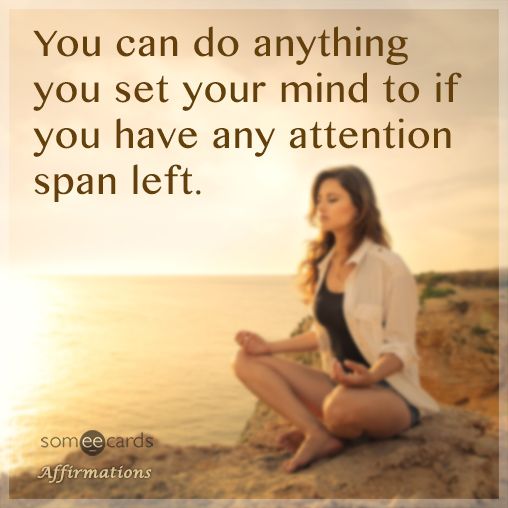 You can do anything
you set your mind to if
you have any attention
span left.
someecards
Affirmations